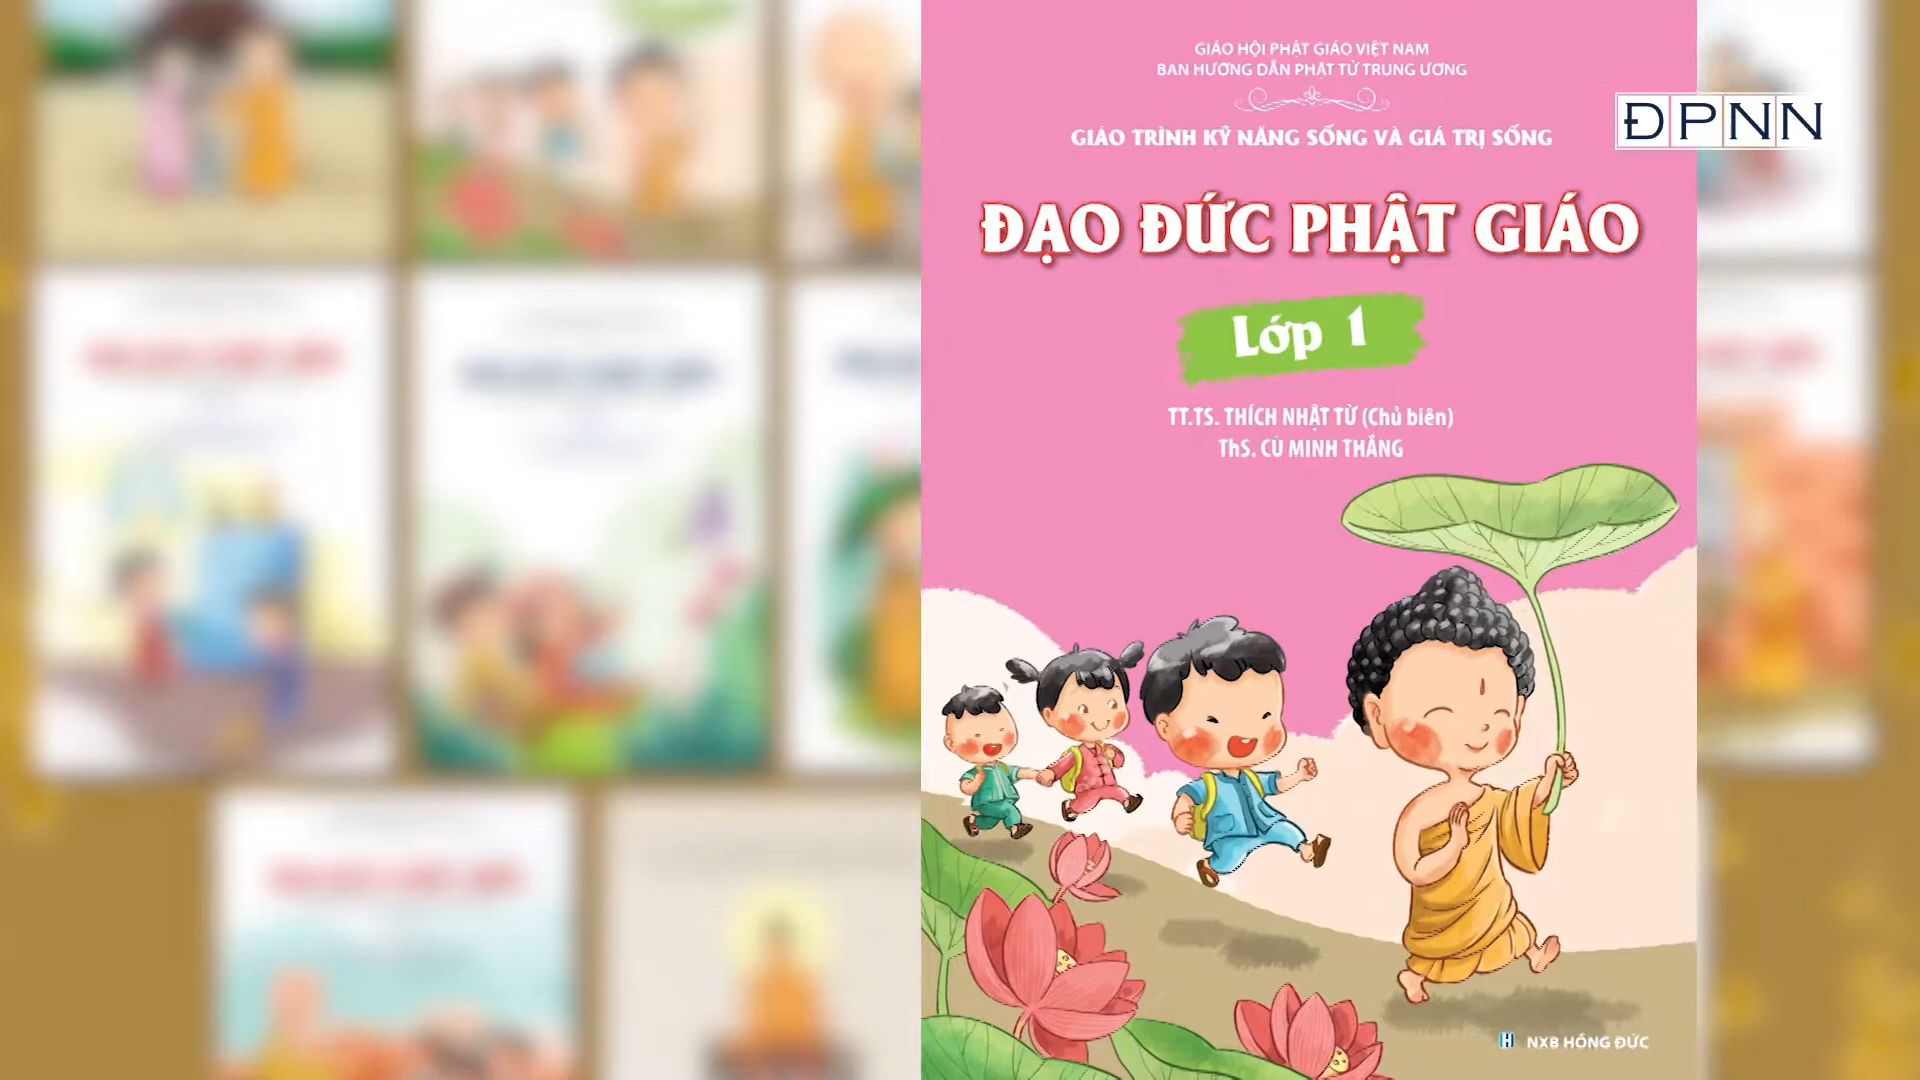 GIÁO HỘI PHẬT GIÁO VIỆT NAM
BAN HƯỚNG DẪN PHẬT TỬ TRUNG ƯƠNG
GIÁO TRÌNH KỸ NĂNG SỐNG VÀ GIÁ TRỊ SỐNG
ĐPNN
ĐẠO ĐỨC PHẬT GIÁO
Lớp 1
TT.TS. THÍCH NHẬT TỪ (Chủ biên)
ThS. CÙ MINH THẮNG
NXB HỒNG ĐỨC